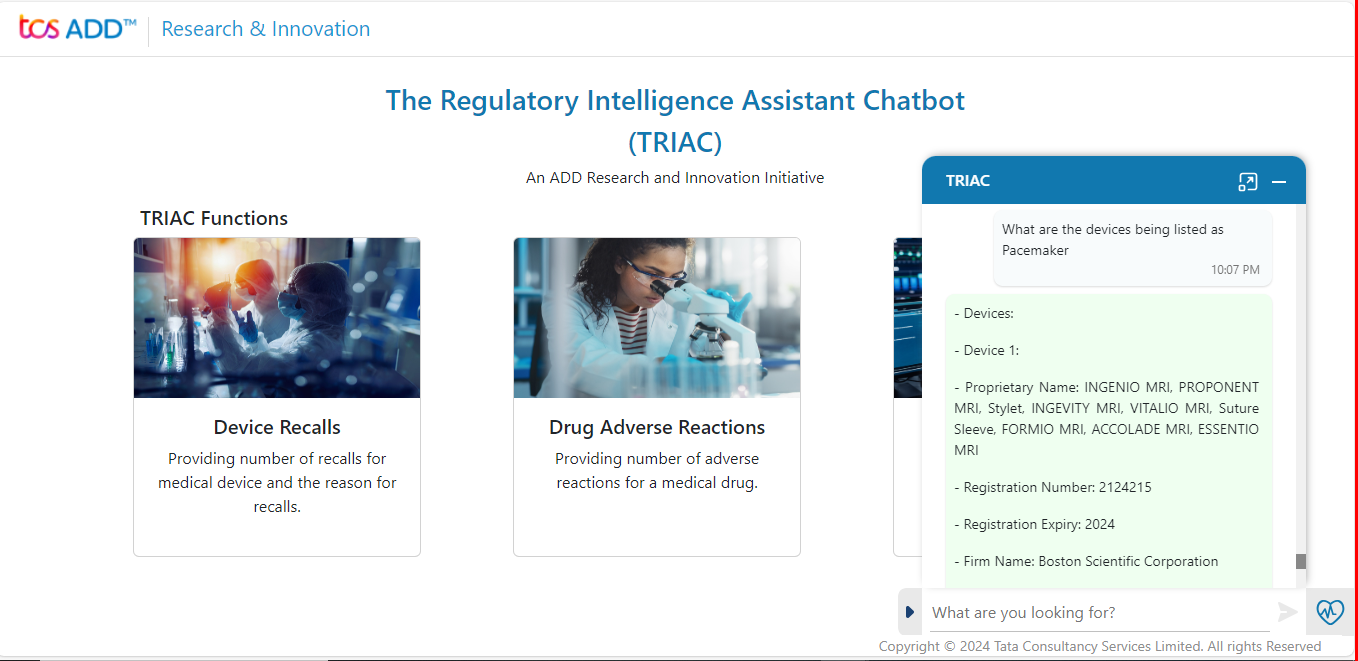 tcs ADD™
Research & Innovation
The Regulatory Intelligence Assistant Chatbot
(TRIAC)
An ADD Research and Innovation Initiative
TRIAC Functions
Device Recalls
Providing number of recalls for
medical device and the reason for
recalls.
Drug Adverse Reactions
Providing number of adverse
reactions for a medical drug.
TRIAC
What are the devices being listed as
Pacemaker
10:07 PM
- Devices:
- Device 1:
- Proprietary Name: INGENIO MRI, PROPONENT
MRI, Stylet, INGEVITY MRI, VITALIO MRI, Suture
Sleeve, FORMIO MRI, ACCOLADE MRI, ESSENTIO
MRI
- Registration Number: 2124215
- Registration Expiry: 2024
- Firm Name: Boston Scientific Corporation
What are you looking for?
Copyright © 2024 Tata Consultancy Services Limited. All rights Reserved